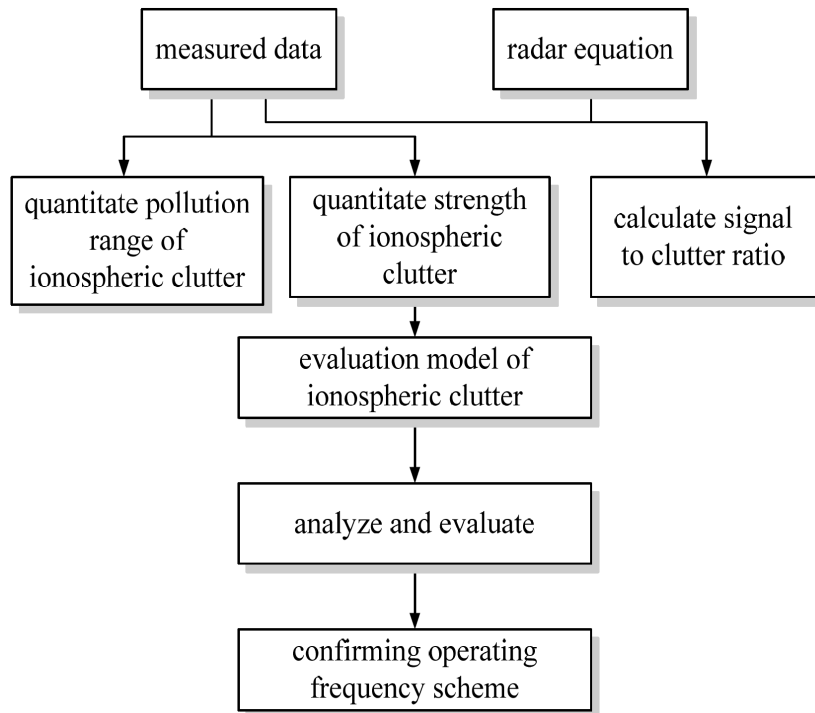 measured data
radar equation
quantitate pollution
range of
ionospheric clutter
quantitate strength
of ionospheric
clutter
calculate signal
to clutter ratio
evaluation model of
ionospheric clutter
analyze and evaluate
confirming operating
frequency scheme